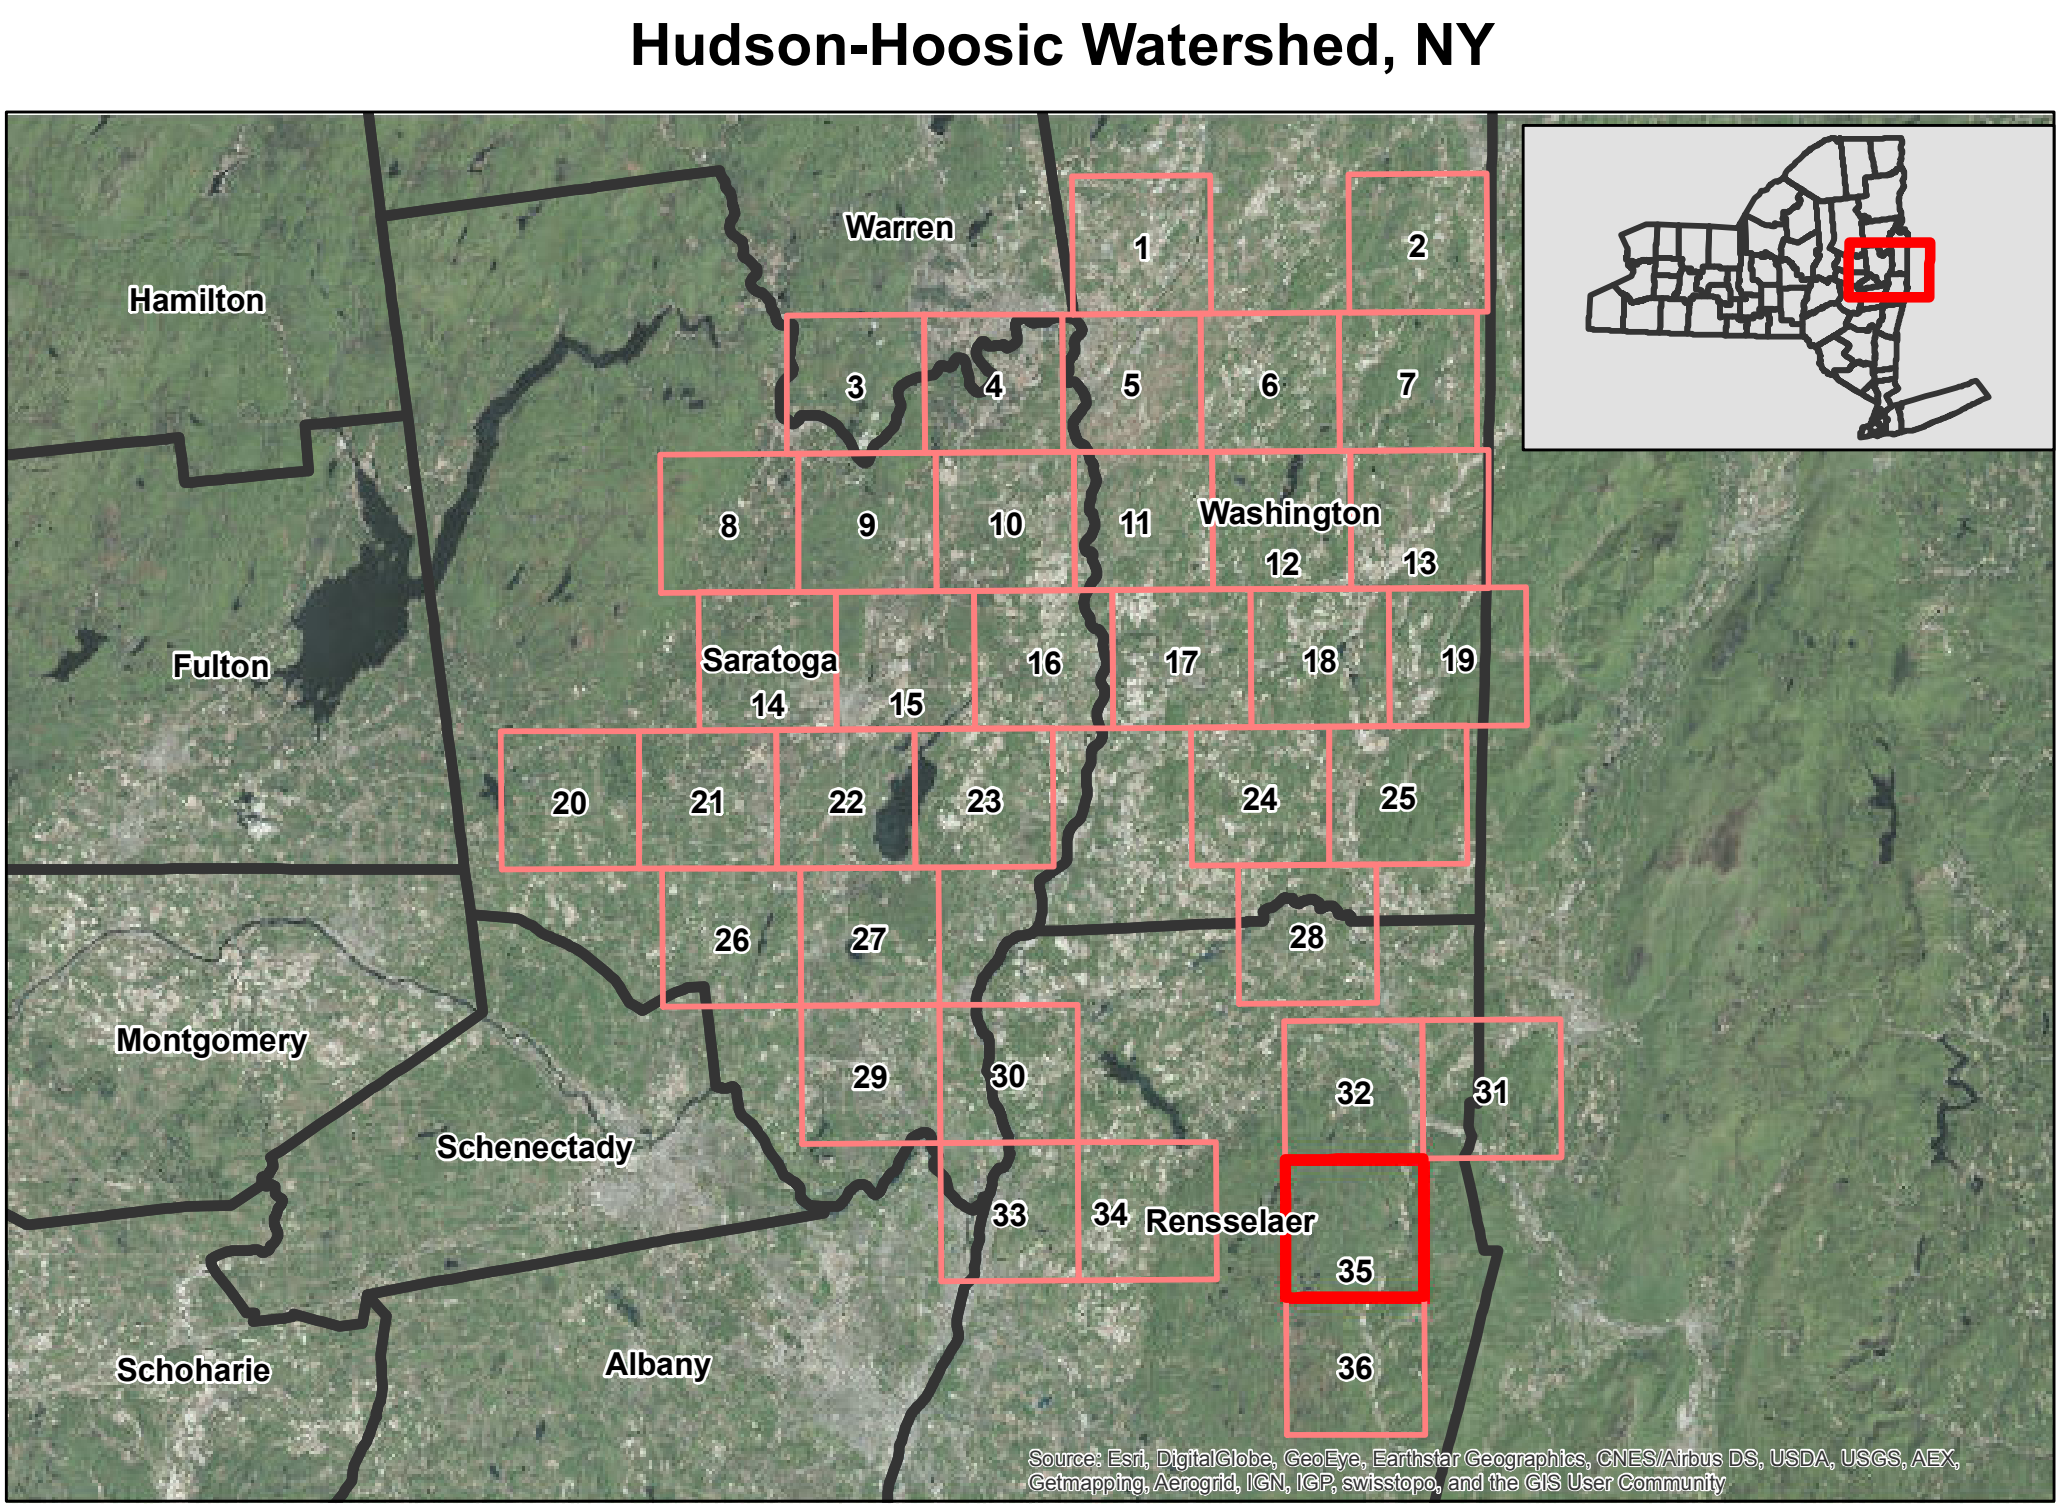 Hudson-Hoosic Watershed, NY
Warren
1
2
Hamilton
3
4
5
6
7
8
9
10
11
Washington
12
13
Fulton
Saratoga
14
15
16
17
18
19
20
21
22
23
24
25
26
27
28
Montgomery
29
30
32
31
Schenectady
33
34
Rensselaer
35
Schoharie
Albany
36
Source: Esri, DigitalGlobe, GeoEye, Earthstar Geographics, CNES/Airbus DS, USDA, USGS, AEX,
Getmapping, Aerogrid, IGN, IGP, swisstopo, and the GIS User Community